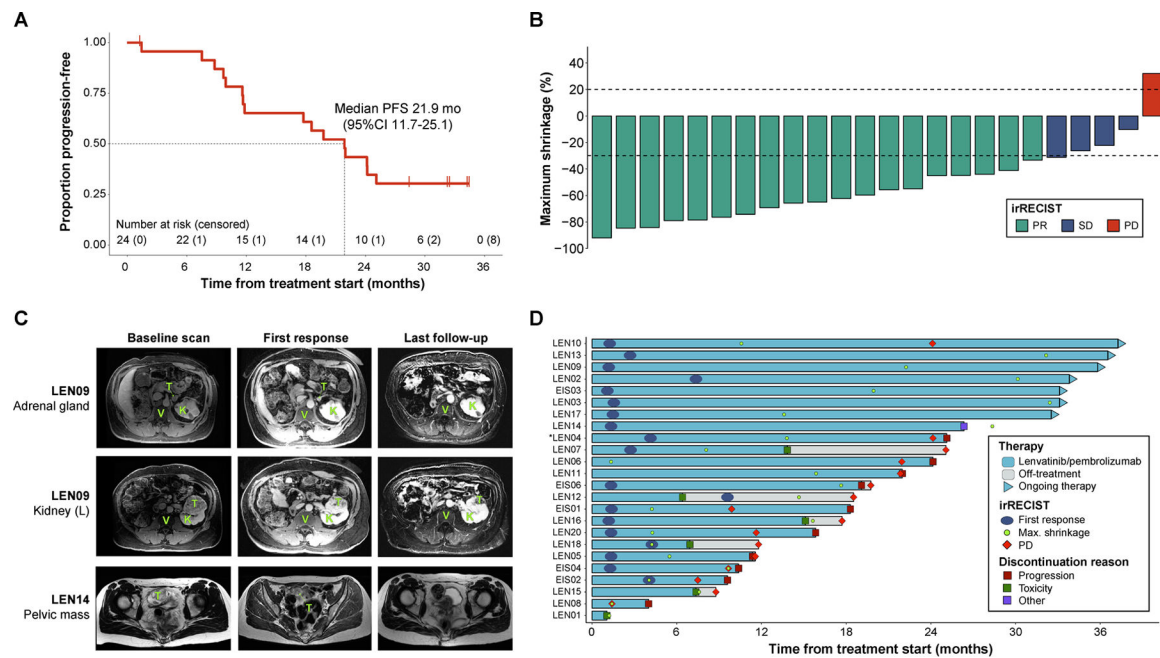 A
1.00
0.75
0.50
0.25
0.00
Proportion progression-free
Median PFS 21.9 mo
(95%CI 11.7-25.1)
Number at risk (censored)
24 (0) 22 (1) 15 (1) 14 (1) 10 (1) 6 (2) 0 (8)
0 6 12 18 24 30 36
Time from treatment start (months)
B
40
20
0
−20
−40
−60
−80
−100
Maximum shrinkage (%)
irRECIST
PR SD PD
C
Baseline scan First response Last follow-up
LEN09
Adrenal gland
T K V
T K V
K V
LEN09
Kidney (L)
T K V
T K V
T K V
LEN14
Pelvic mass
T
T
D
LEN10
LEN13
LEN09
LEN02
EIS03
LEN03
LEN17
LEN14
*LEN04
LEN07
LEN06
LEN11
EIS06
LEN12
EIS01
LEN16
LEN20
LEN18
LEN05
EIS04
EIS02
LEN15
LEN08
LEN01
0 6 12 18 24 30 36
Time from treatment start (months)
Therapy
Lenvatinib/pembrolizumab
Off-treatment
Ongoing therapy
irRECIST
First response
Max. shrinkage
PD
Discontinuation reason
Progression
Toxicity
Other